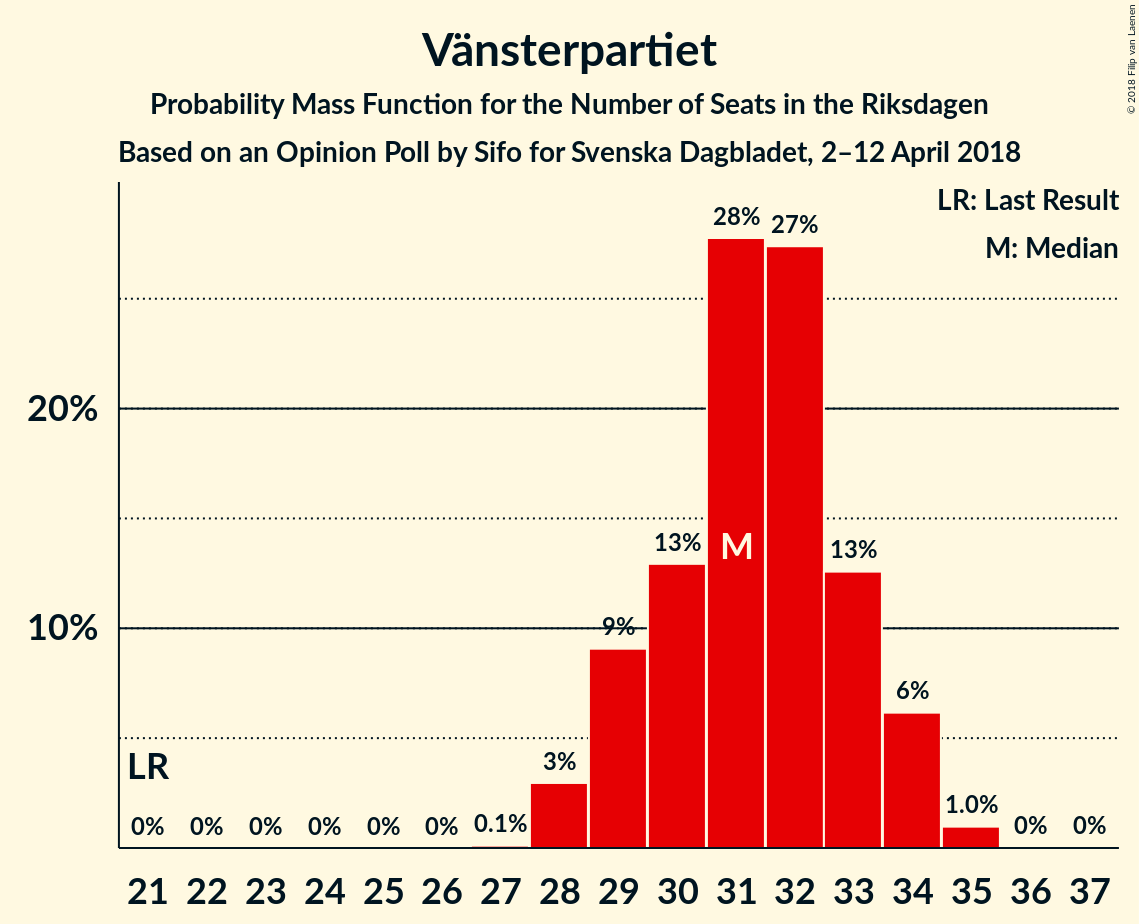 Vänsterpartiet
Probability Mass Function for the Number of Seats in the Riksdagen
Based on an Opinion Poll by Sifo for Svenska Dagbladet, 2–12 April 2018
© 2018 Filip van Laenen
LR: Last Result
M: Median
28%
27%
20%
13%
M
13%
10%
9%
6%
LR
3%
0%
0%
0%
0%
0%
0%
0.1%
1.0%
0%
0%
21 22 23 24 25 26 27 28 29 30 31 32 33 34 35 36 37